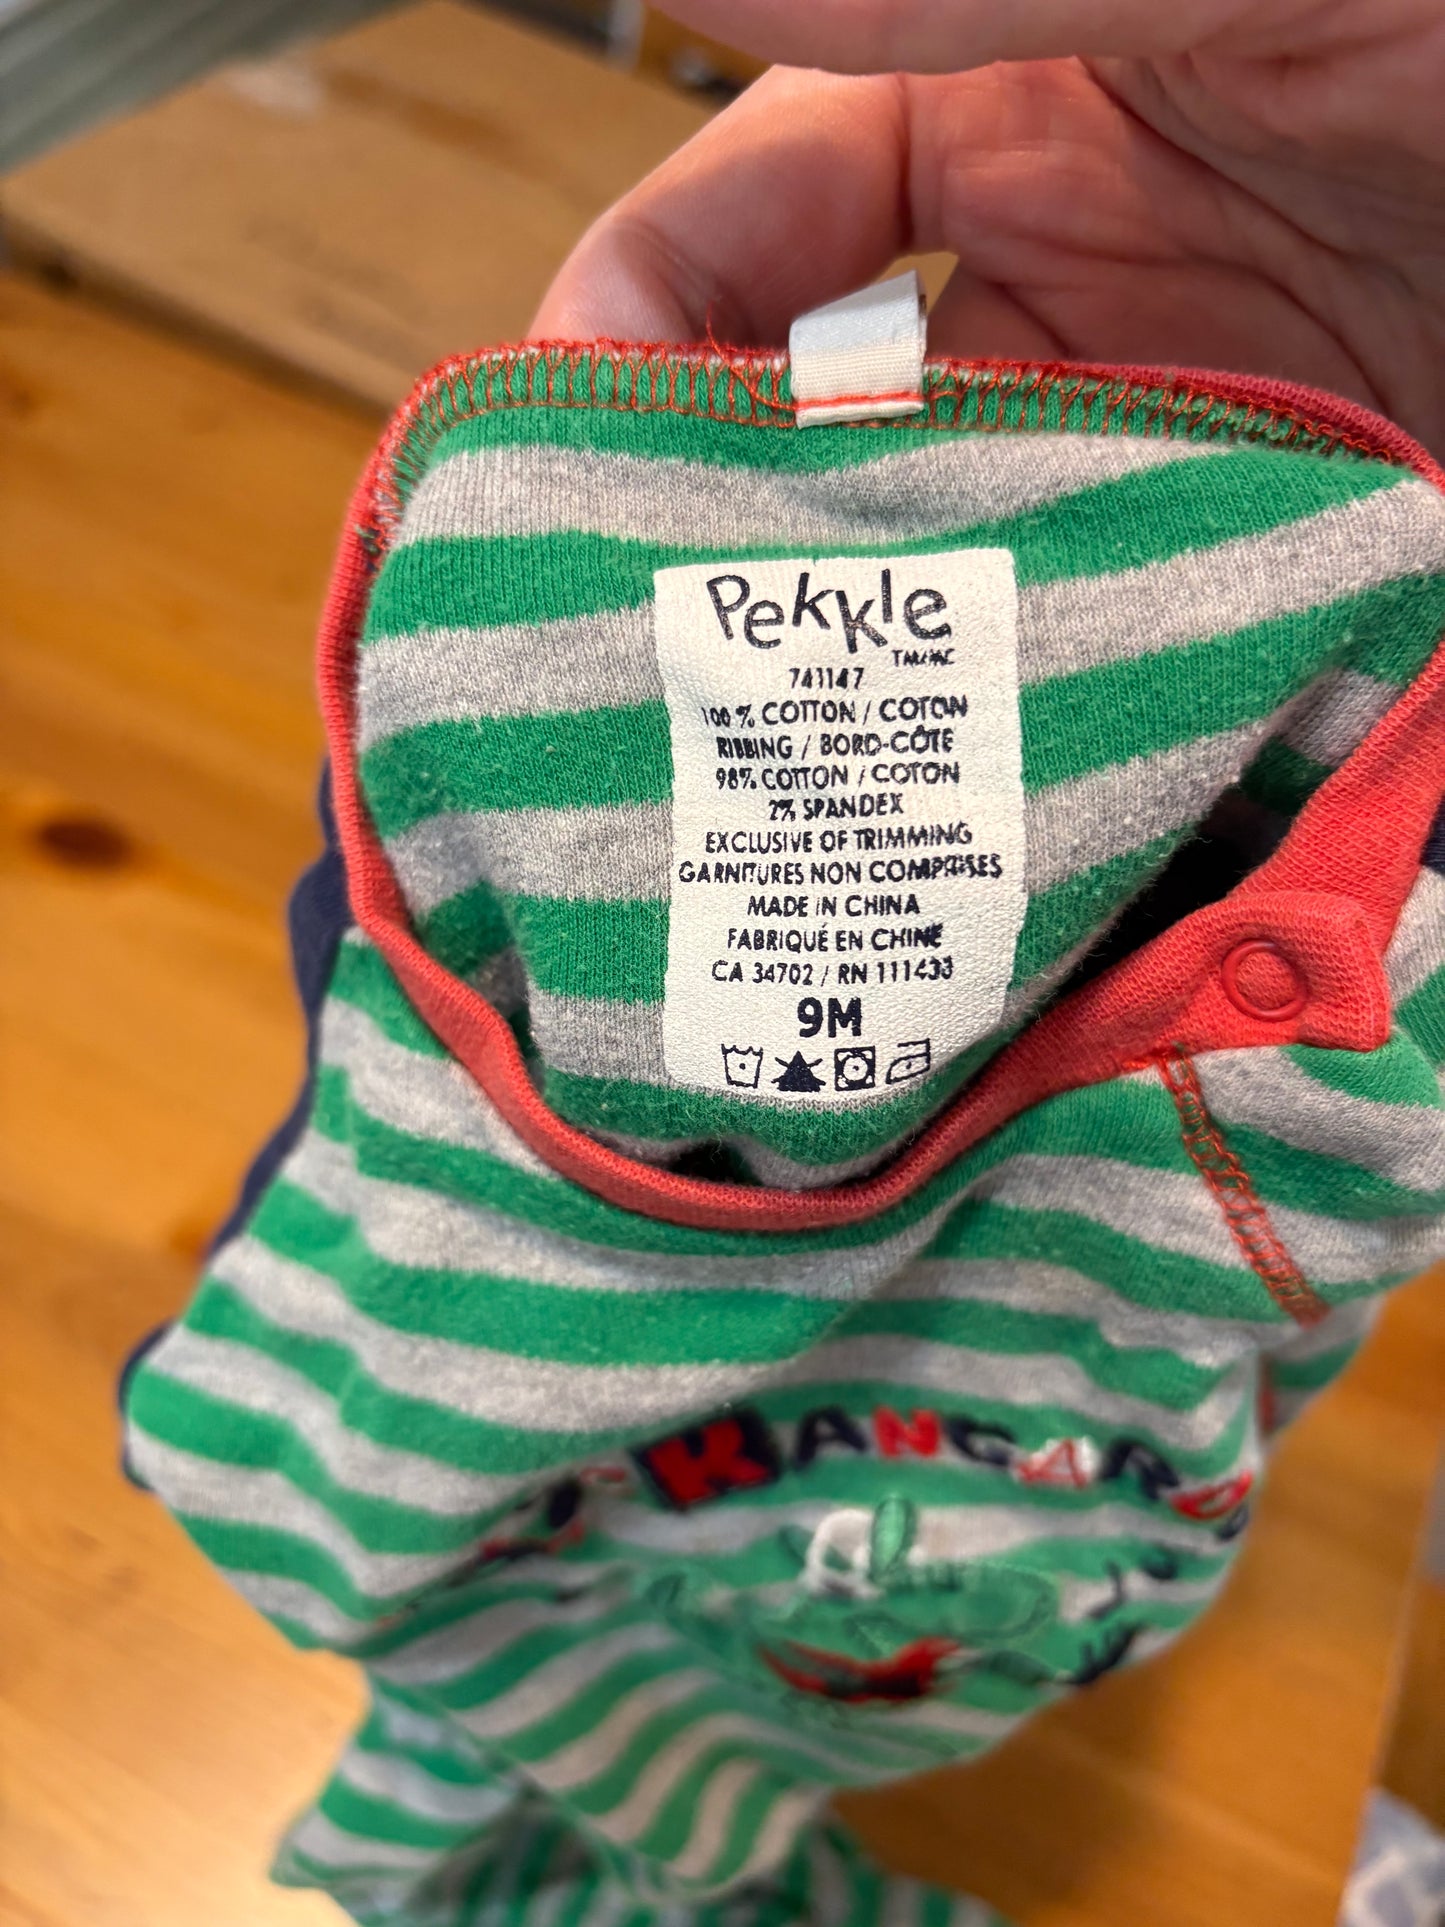 Pekkle
TM/MC
741147
100 % COTTON / COTON
RIBBING / BORD-CÔTE
98% COTTON / COTON
2% SPANDEX
EXCLUSIVE OF TRIMMING
GARNITURES NON COMPRISES
MADE IN CHINA
FABRIQUÉ EN CHINE
CA 34702 / RN 111433
9M
KANGAROO